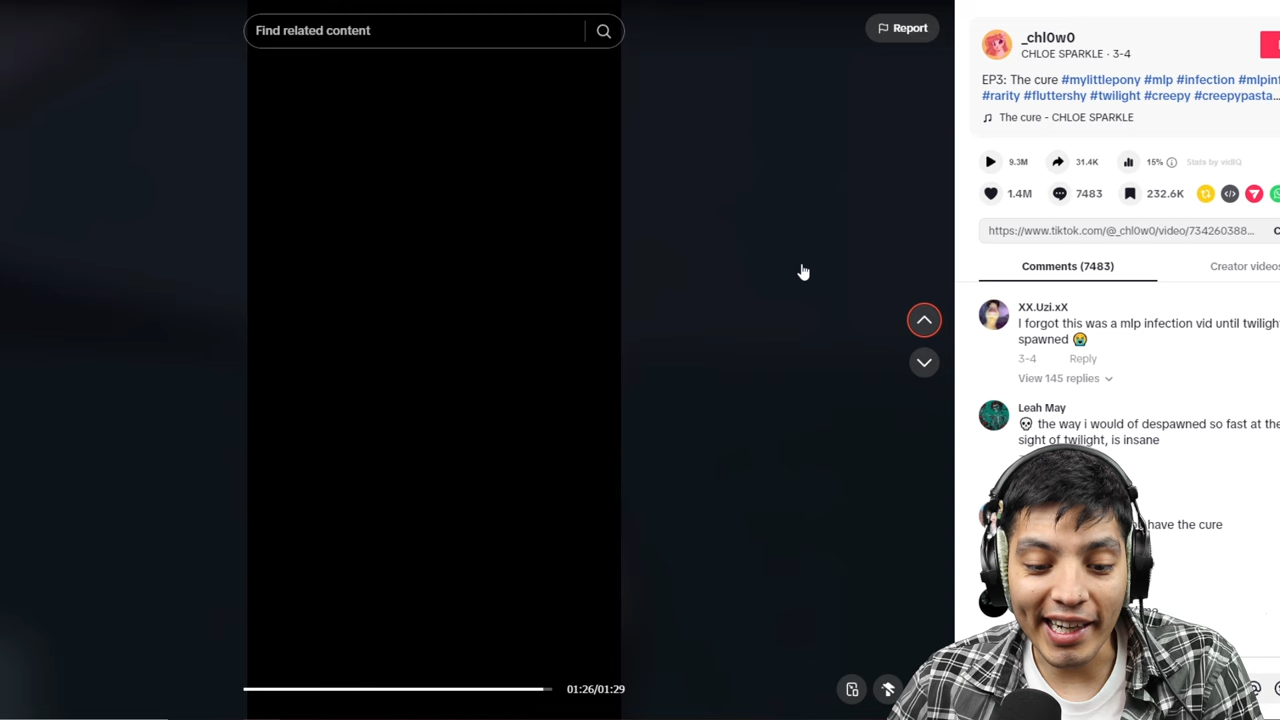 Find related content
Report
_chl0w0
CHLOE SPARKLE · 3-4
EP3: The cure #mylittlepony #mlp #infection #mlpinf
#rarity #fluttershy #twilight #creepy #creepypasta...
The cure - CHLOE SPARKLE
9.3M
31.4K
15%
Stats by vidIQ
1.4M
7483
232.6K
https://www.tiktok.com/@_chl0w0/video/734260388...
Comments (7483)
Creator videos
XX.Uzi.xX
I forgot this was a mlp infection vid until twilight
spawned 😭
3-4 Reply
View 145 replies
Leah May
💀 the way i would of despawned so fast at the
sight of twilight, is insane
have the cure
01:26/01:29